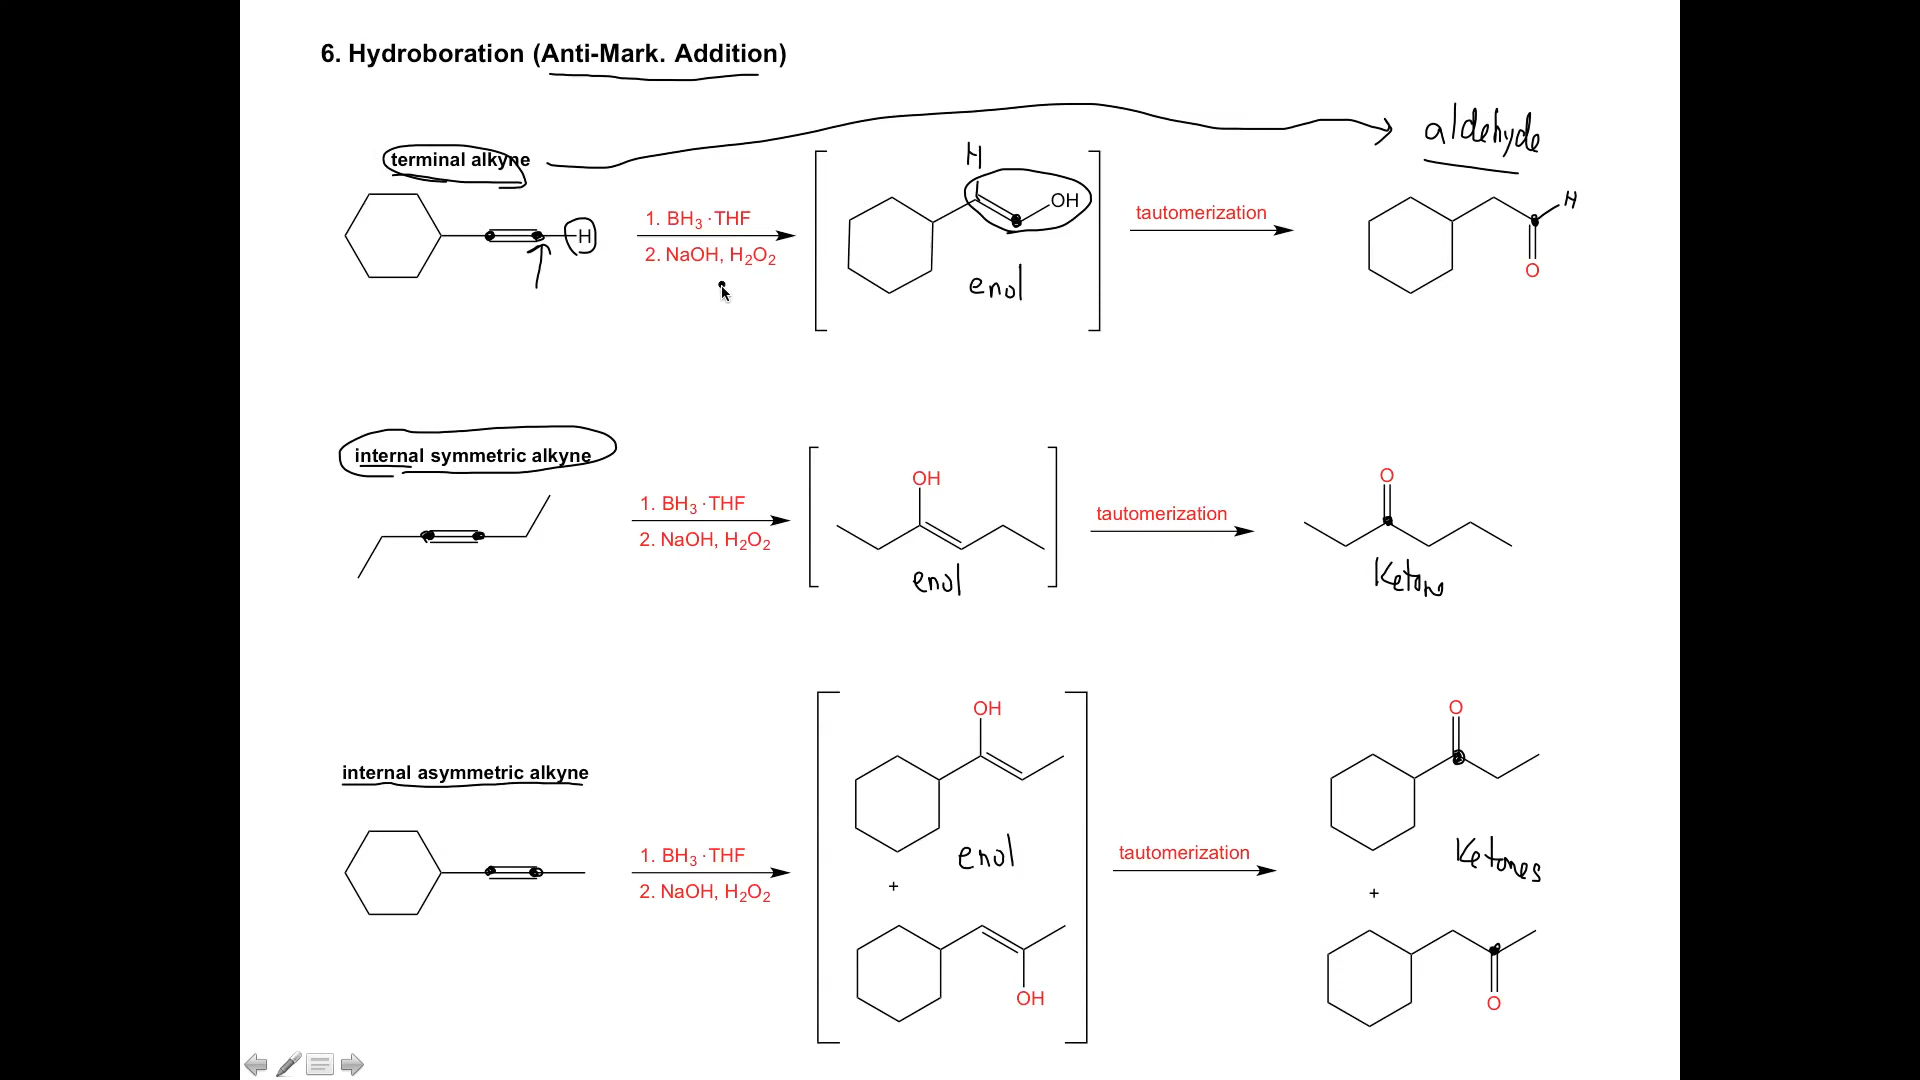 6. Hydroboration (Anti-Mark. Addition)
aldehyde
terminal alkyne
H
H
1. BH3 · THF
2. NaOH, H2O2
OH
enol
tautomerization
H
O
internal symmetric alkyne
1. BH3 · THF
2. NaOH, H2O2
OH
enol
tautomerization
O
Ketone
internal asymmetric alkyne
1. BH3 · THF
2. NaOH, H2O2
OH
enol
+
OH
tautomerization
O
Ketones
+
O